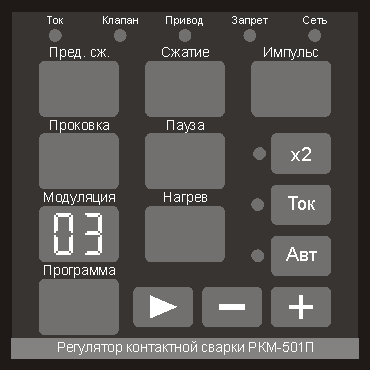 Ток Клапан Привод Запрет Сеть
Пред. сж. Сжатие Импульс
Проковка Пауза
x2
Модуляция Нагрев
Ток
03
Авт
Программа
Регулятор контактной сварки РКМ-501П